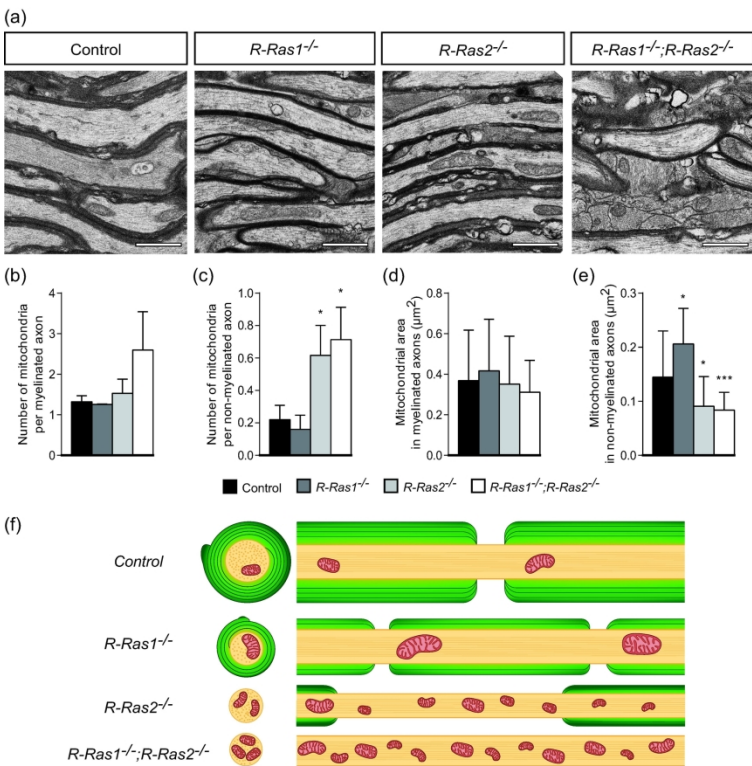 (a)
Control
R-Ras1-/-
R-Ras2-/-
R-Ras1-/-;R-Ras2-/-
(b)
Number of mitochondria
per myelinated axon
4
3
2
1
0
(c)
Number of mitochondria
per non-myelinated axon
1.0
0.8
0.6
0.4
0.2
0.0
*
*
(d)
Mitochondrial area
in myelinated axons (μm²)
0.8
0.6
0.4
0.2
0.0
(e)
Mitochondrial area
in non-myelinated axons (μm²)
0.3
0.2
0.1
0.0
*
*
***
Control
R-Ras1-/-
R-Ras2-/-
R-Ras1-/-;R-Ras2-/-
(f)
Control
R-Ras1-/-
R-Ras2-/-
R-Ras1-/-;R-Ras2-/-